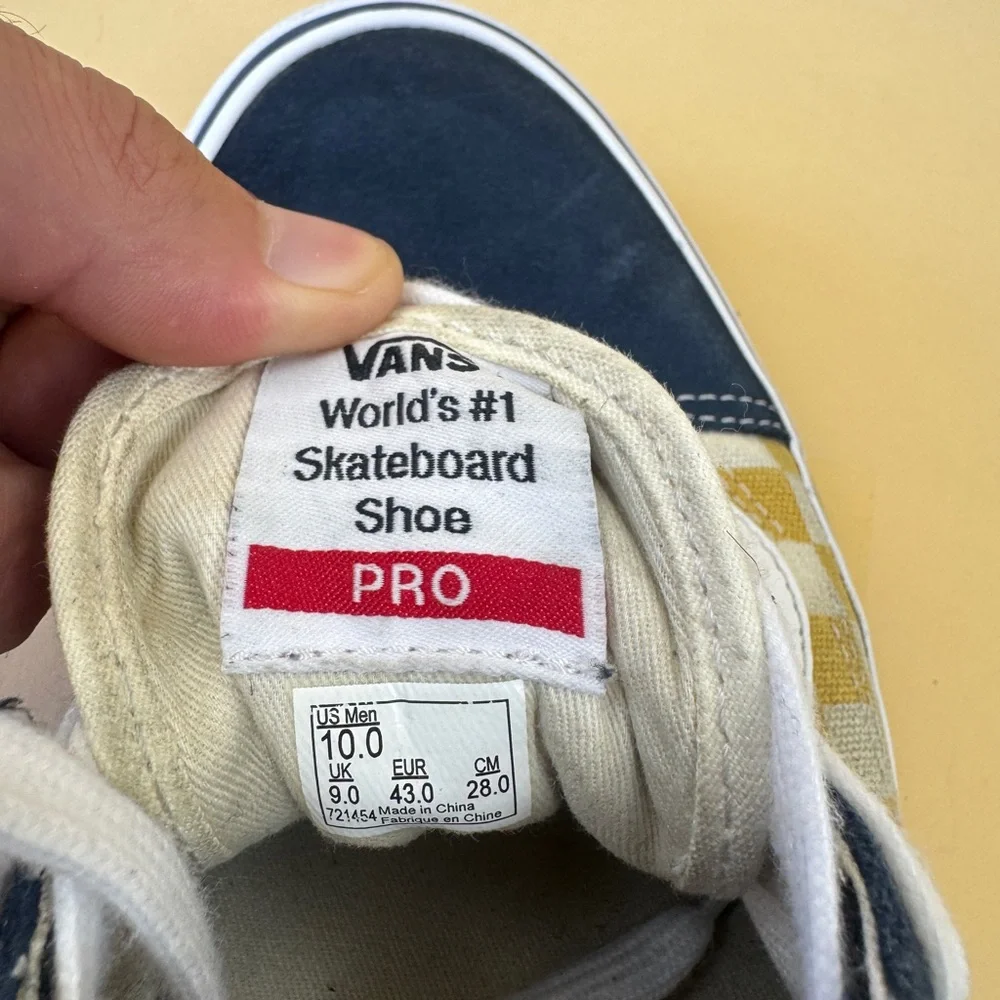 VANS
World's #1
Skateboard
Shoe
PRO
US Men
10.0
UK EUR CM
9.0 43.0 28.0
721454 Made in China
Fabrique en Chine